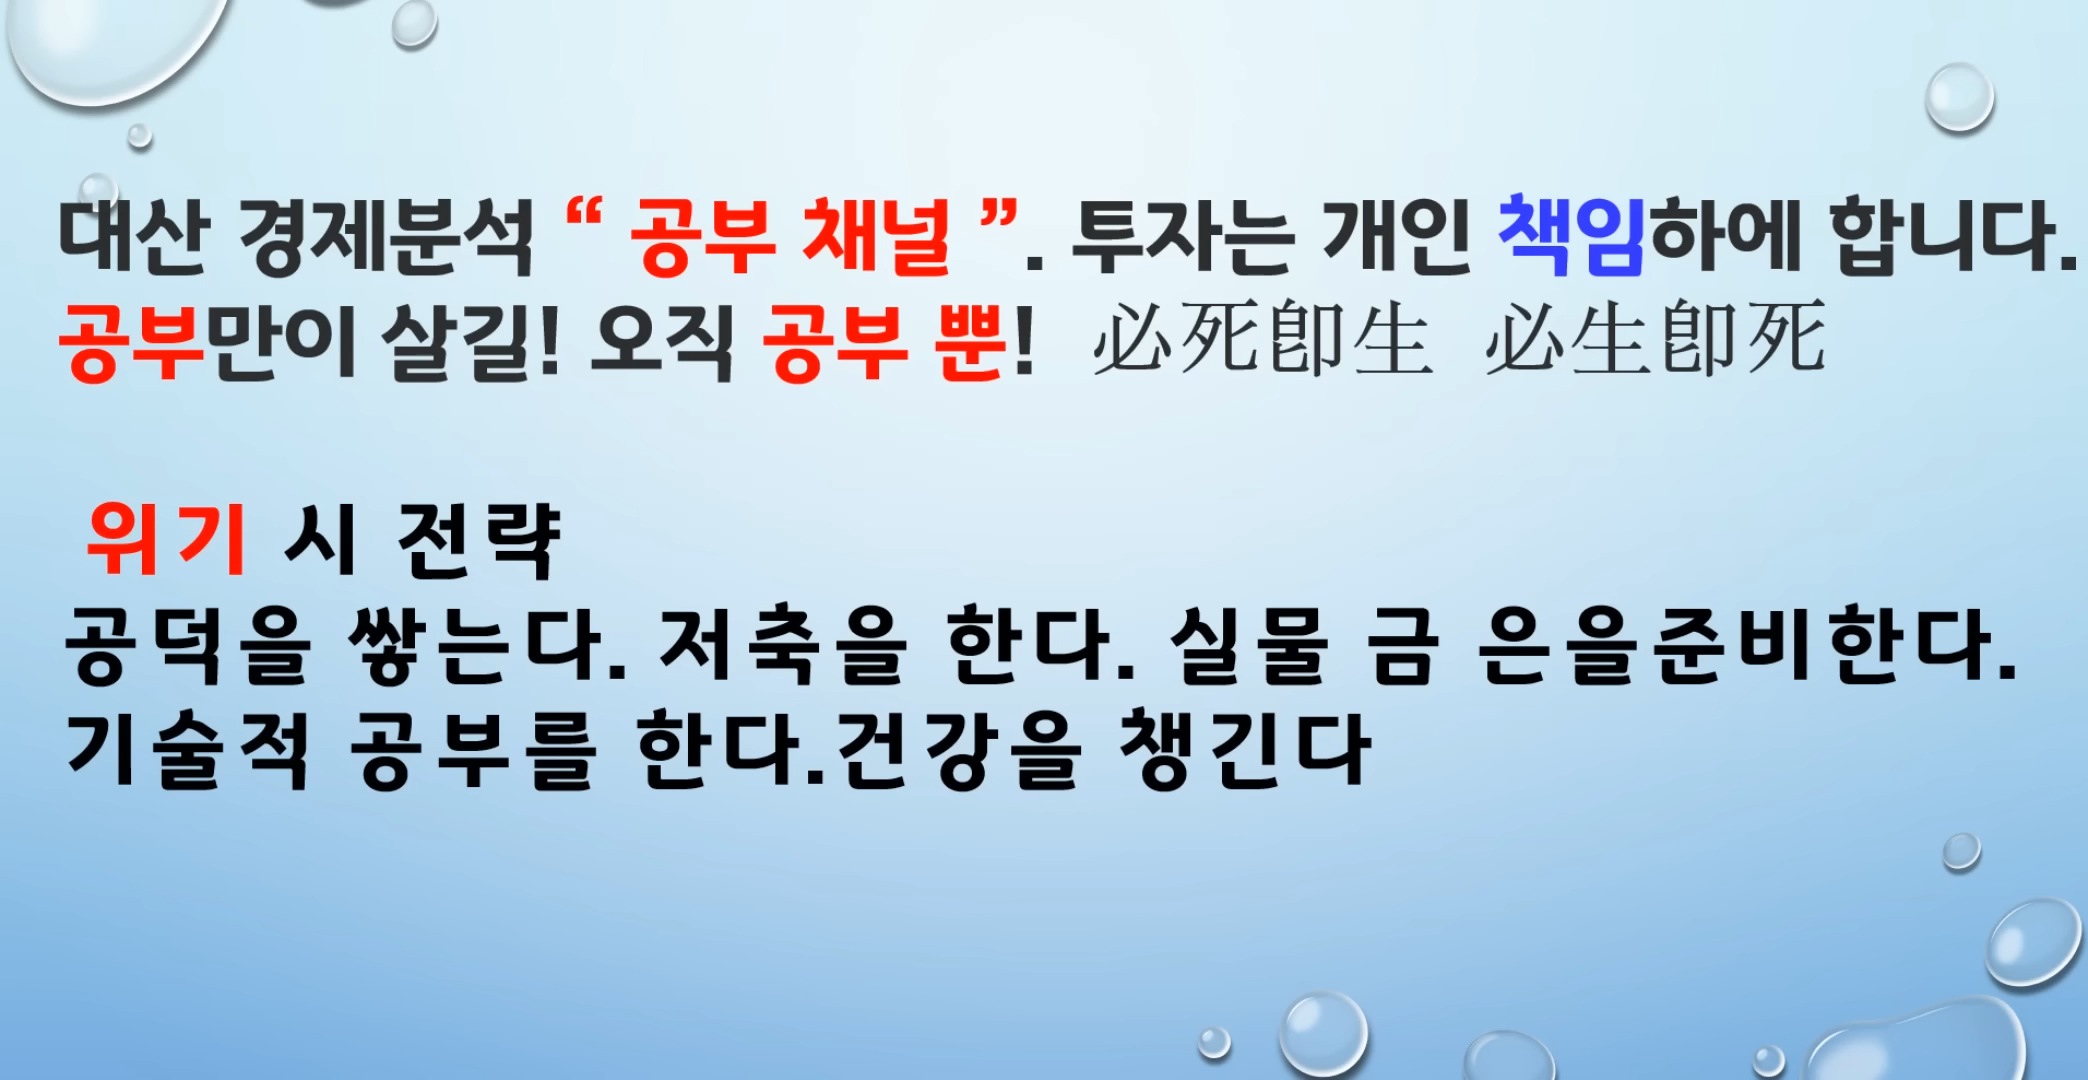 대산 경제분석 “ 공부 채널 ”. 투자는 개인 책임하에 합니다.
공부만이 살길! 오직 공부 뿐! 必死卽生 必生卽死
위기 시 전략
공덕을 쌓는다. 저축을 한다. 실물 금 은을준비한다.
기술적 공부를 한다.건강을 챙긴다